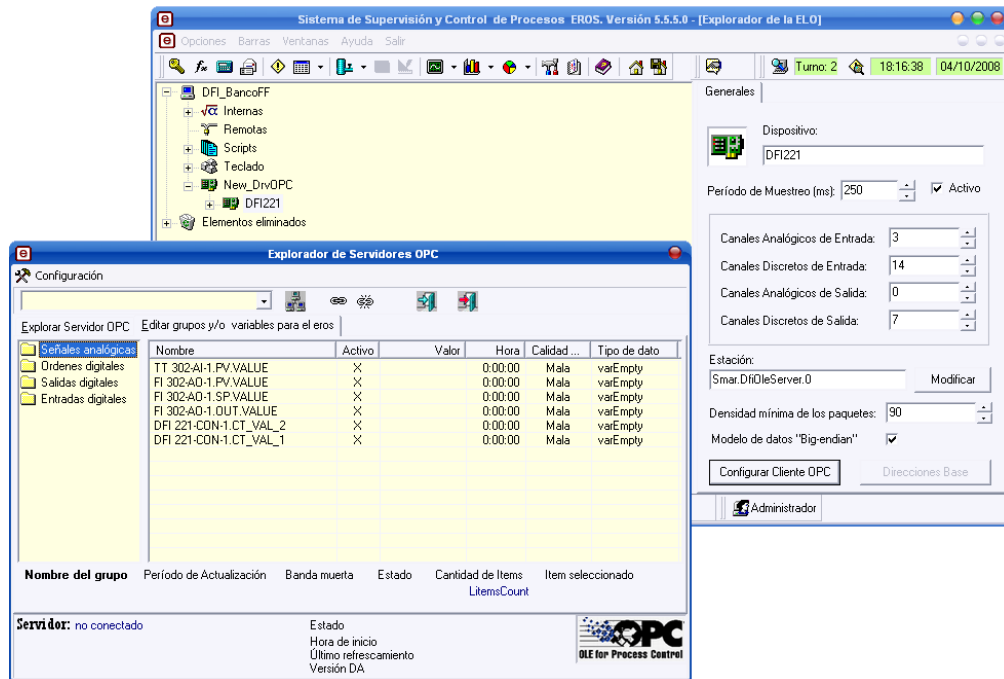 Sistema de Supervisión y Control de Procesos EROS. Versión 5.5.5.0 - [Explorador de la ELO]
Opciones Barras Ventanas Ayuda Salir
Turno: 2 18:16:38 04/10/2008
DFI_BancoFF
Internas
Remotas
Scripts
Teclado
New_DrvOPC
DFI221
Elementos eliminados
Generales
Dispositivo:
DFI221
Período de Muestreo (ms): 250 Activo
Canales Analógicos de Entrada: 3
Canales Discretos de Entrada: 14
Canales Analógicos de Salida: 0
Canales Discretos de Salida: 7
Estación:
Smar.DfiOleServer.0 Modificar
Densidad mínima de los paquetes: 90
Modelo de datos "Big-endian"
Configurar Cliente OPC Direcciones Base
Administrador
Explorador de Servidores OPC
Configuración
Explorar Servidor OPC Editar grupos y/o variables para el eros
Señales analógicas
Ordenes digitales
Salidas digitales
Entradas digitales
Nombre Activo Valor Hora Calidad ... Tipo de dato
TT 302-AI-1.PV.VALUE X 0:00:00 Mala varEmpty
FI 302-AO-1.PV.VALUE X 0:00:00 Mala varEmpty
FI 302-AO-1.SP.VALUE X 0:00:00 Mala varEmpty
FI 302-AO-1.OUT.VALUE X 0:00:00 Mala varEmpty
DFI 221-CON-1.CT_VAL_2 X 0:00:00 Mala varEmpty
DFI 221-CON-1.CT_VAL_1 X 0:00:00 Mala varEmpty
Nombre del grupo Período de Actualización Banda muerta Estado Cantidad de Items Item seleccionado
LitemsCount
Servidor: no conectado
Estado
Hora de inicio
Último refrescamiento
Versión DA
OPC
OLE for Process Control